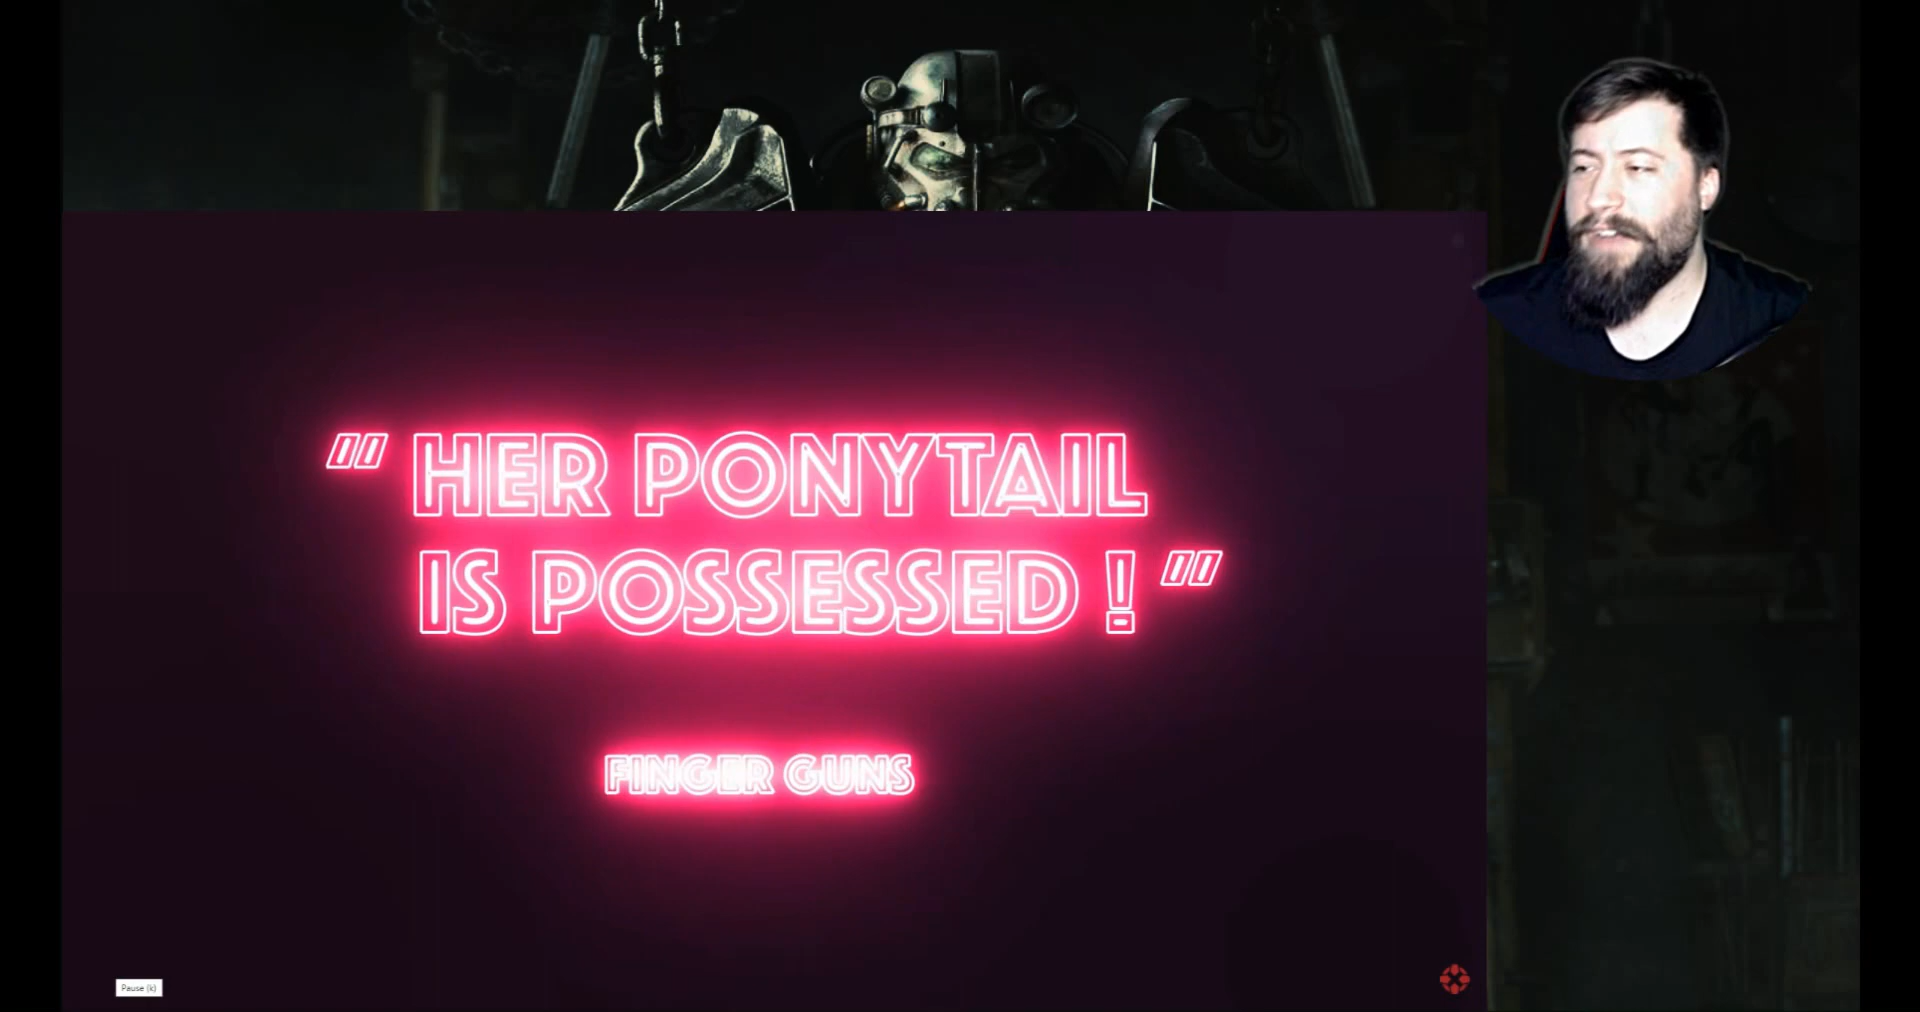 " HER PONYTAIL
IS POSSESSED ! "
FINGER GUNS
Pause (k)